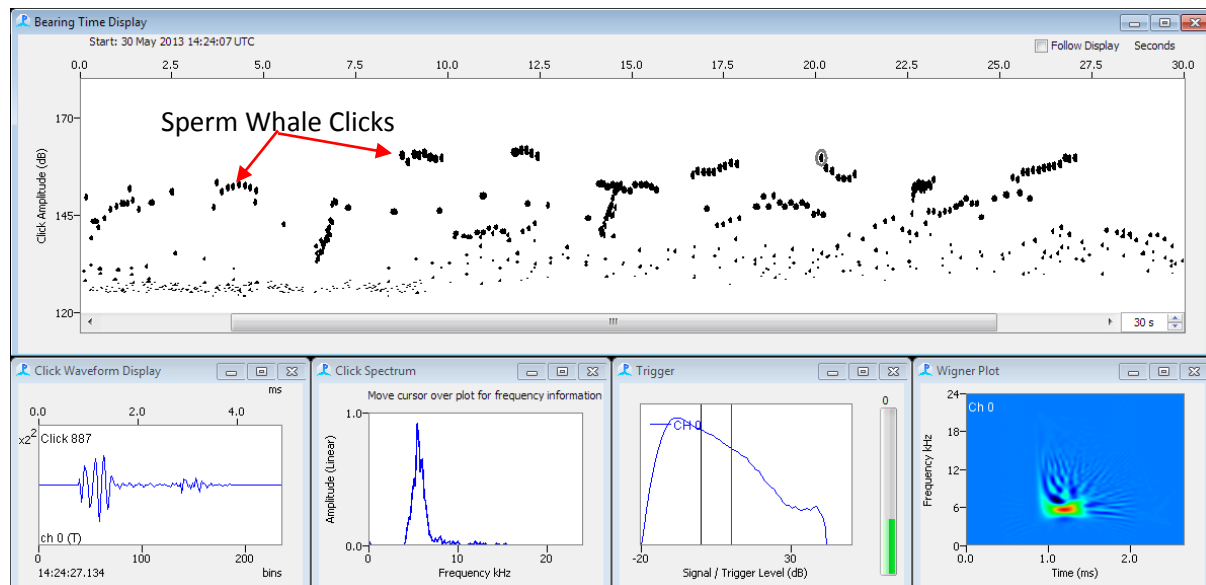 Bearing Time Display
Start: 30 May 2013 14:24:07 UTC
Follow Display Seconds
0.0 2.5 5.0 7.5 10.0 12.5 15.0 17.5 20.0 22.5 25.0 27.5 30.0
170
145
120
Click Amplitude (dB)
Sperm Whale Clicks
30 s
Click Waveform Display
ms
0.0 2.0 4.0
x2²
Click 887
ch 0 (T)
0 100 200
14:24:27.134 bins
Click Spectrum
Move cursor over plot for frequency information
1.0
0.0
Amplitude (Linear)
0 10 20
Frequency kHz
Trigger
0
CH 0
-20 30
Signal / Trigger Level (dB)
Wigner Plot
Ch 0
24
18
12
6
0
Frequency kHz
0.0 1.0 2.0
Time (ms)